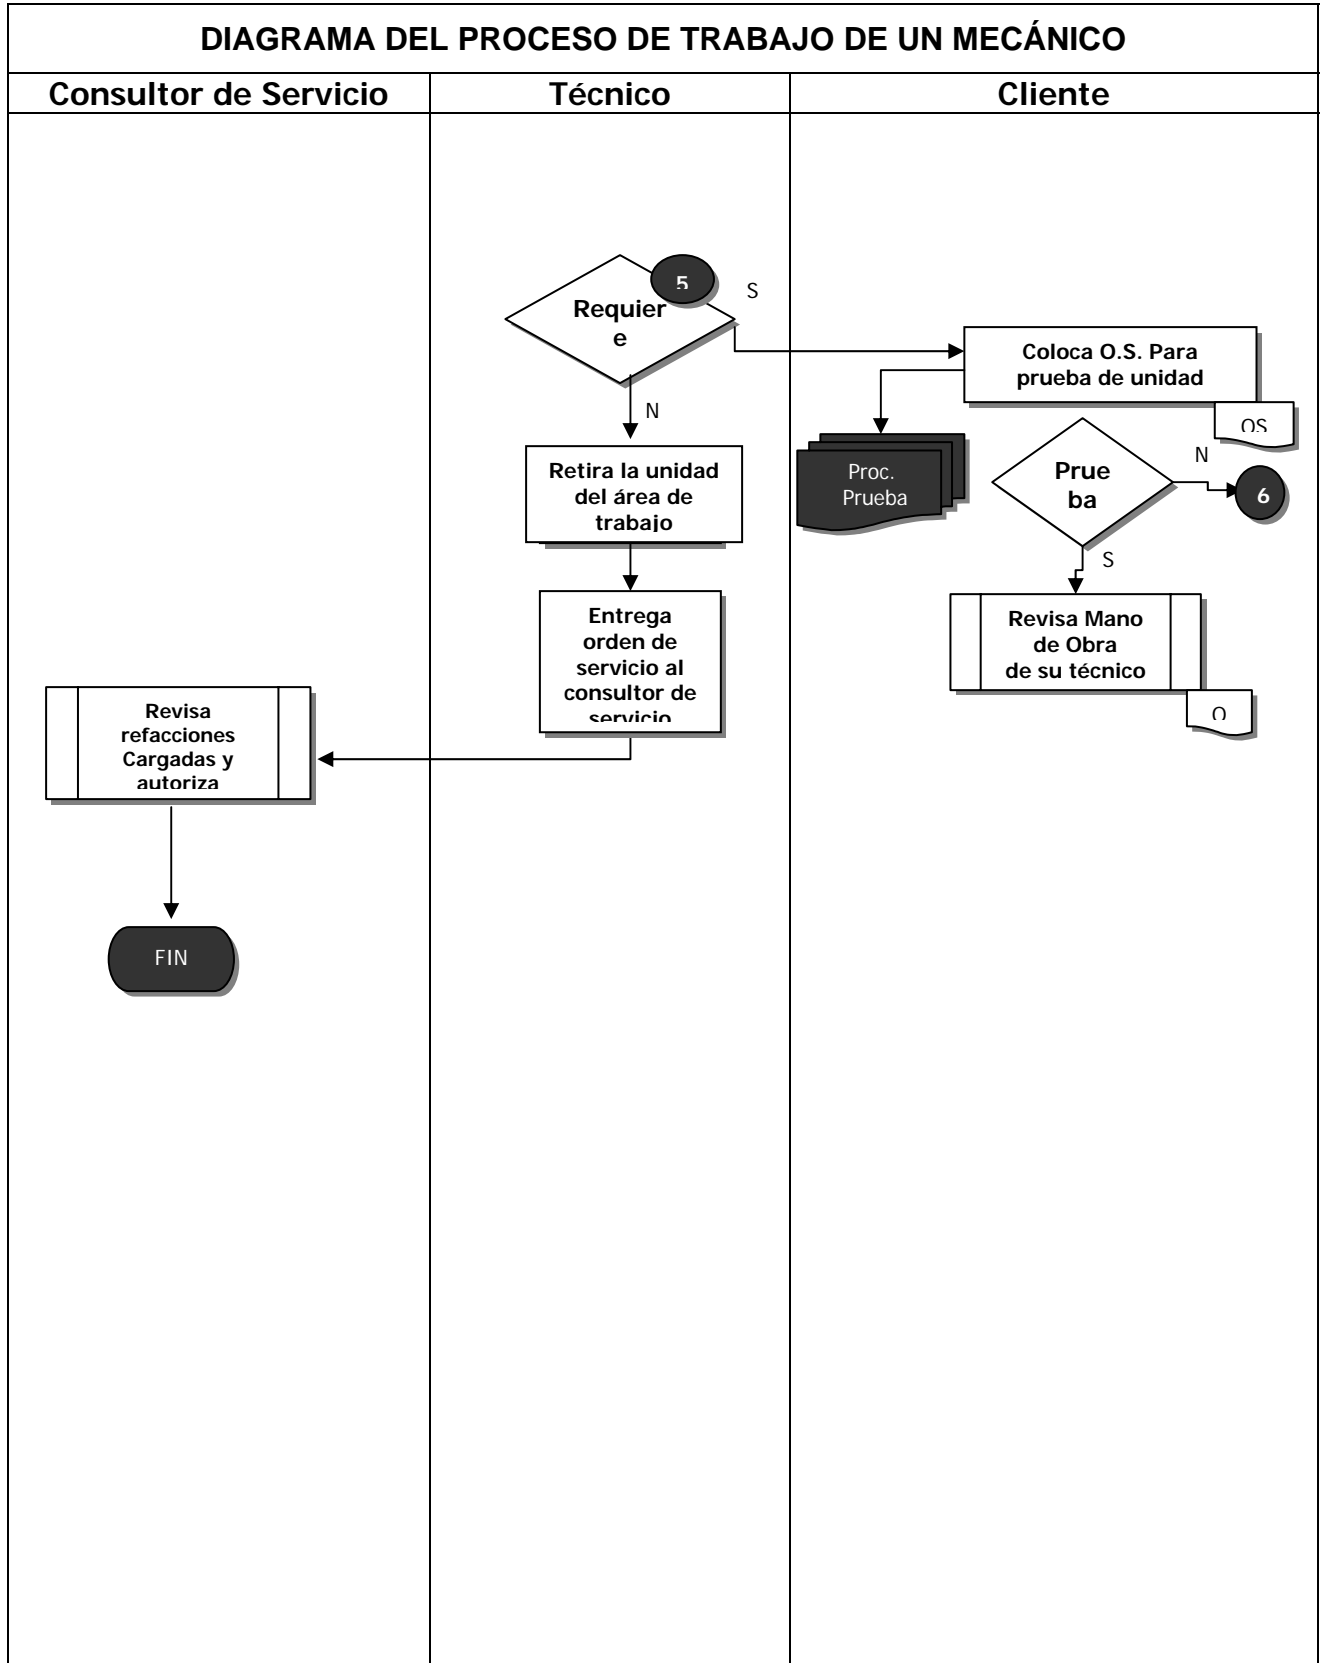 DIAGRAMA DEL PROCESO DE TRABAJO DE UN MECÁNICO
Consultor de Servicio
Técnico
Cliente
5
Requier
e
S
N
Coloca O.S. Para
prueba de unidad
OS
Proc.
Prueba
Prue
ba
N
6
S
Retira la unidad
del área de
trabajo
Entrega
orden de
servicio al
consultor de
servicio
Revisa Mano
de Obra
de su técnico
O
Revisa
refacciones
Cargadas y
autoriza
FIN